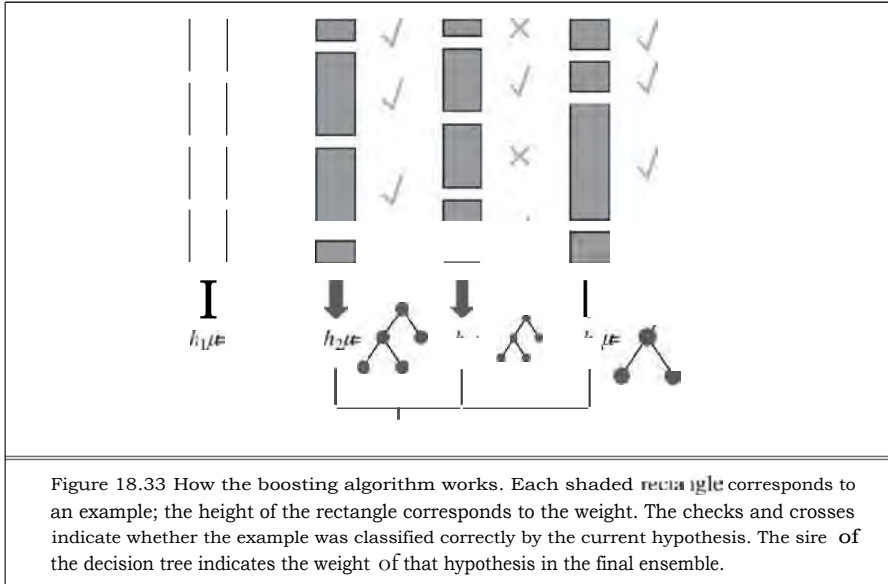 h₁ =
h₂ =
=
Figure 18.33 How the boosting algorithm works. Each shaded rectangle corresponds to
an example; the height of the rectangle corresponds to the weight. The checks and crosses
indicate whether the example was classified correctly by the current hypothesis. The sire of
the decision tree indicates the weight of that hypothesis in the final ensemble.